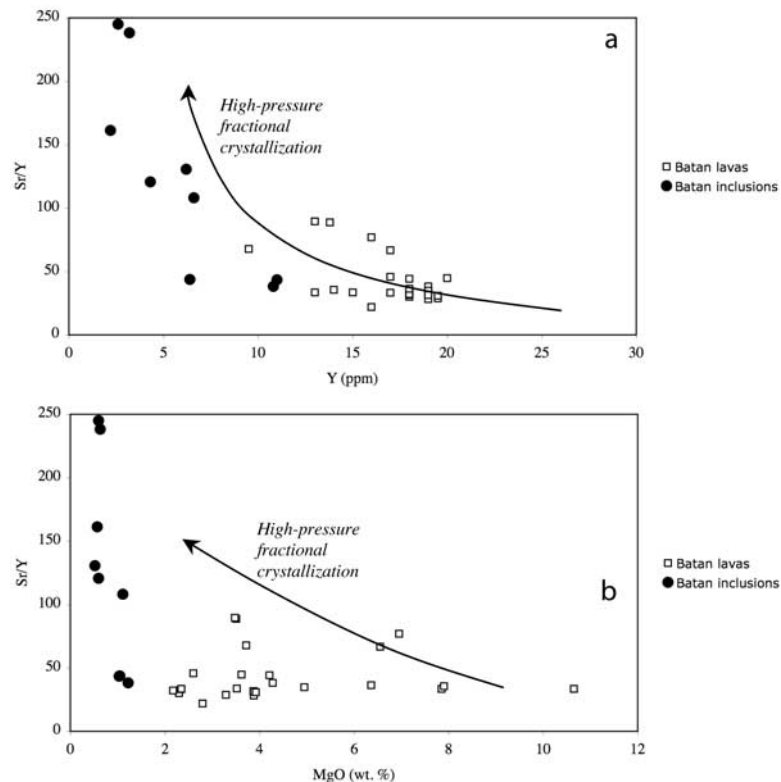 250
200
150
100
50
0
Sr/Y
a
High-pressure
fractional
crystallization
Batan lavas
Batan inclusions
0 5 10 15 20 25 30
Y (ppm)
250
200
150
100
50
0
Sr/Y
High-pressure
fractional
crystallization
b
Batan lavas
Batan inclusions
0 2 4 6 8 10 12
MgO (wt. %)